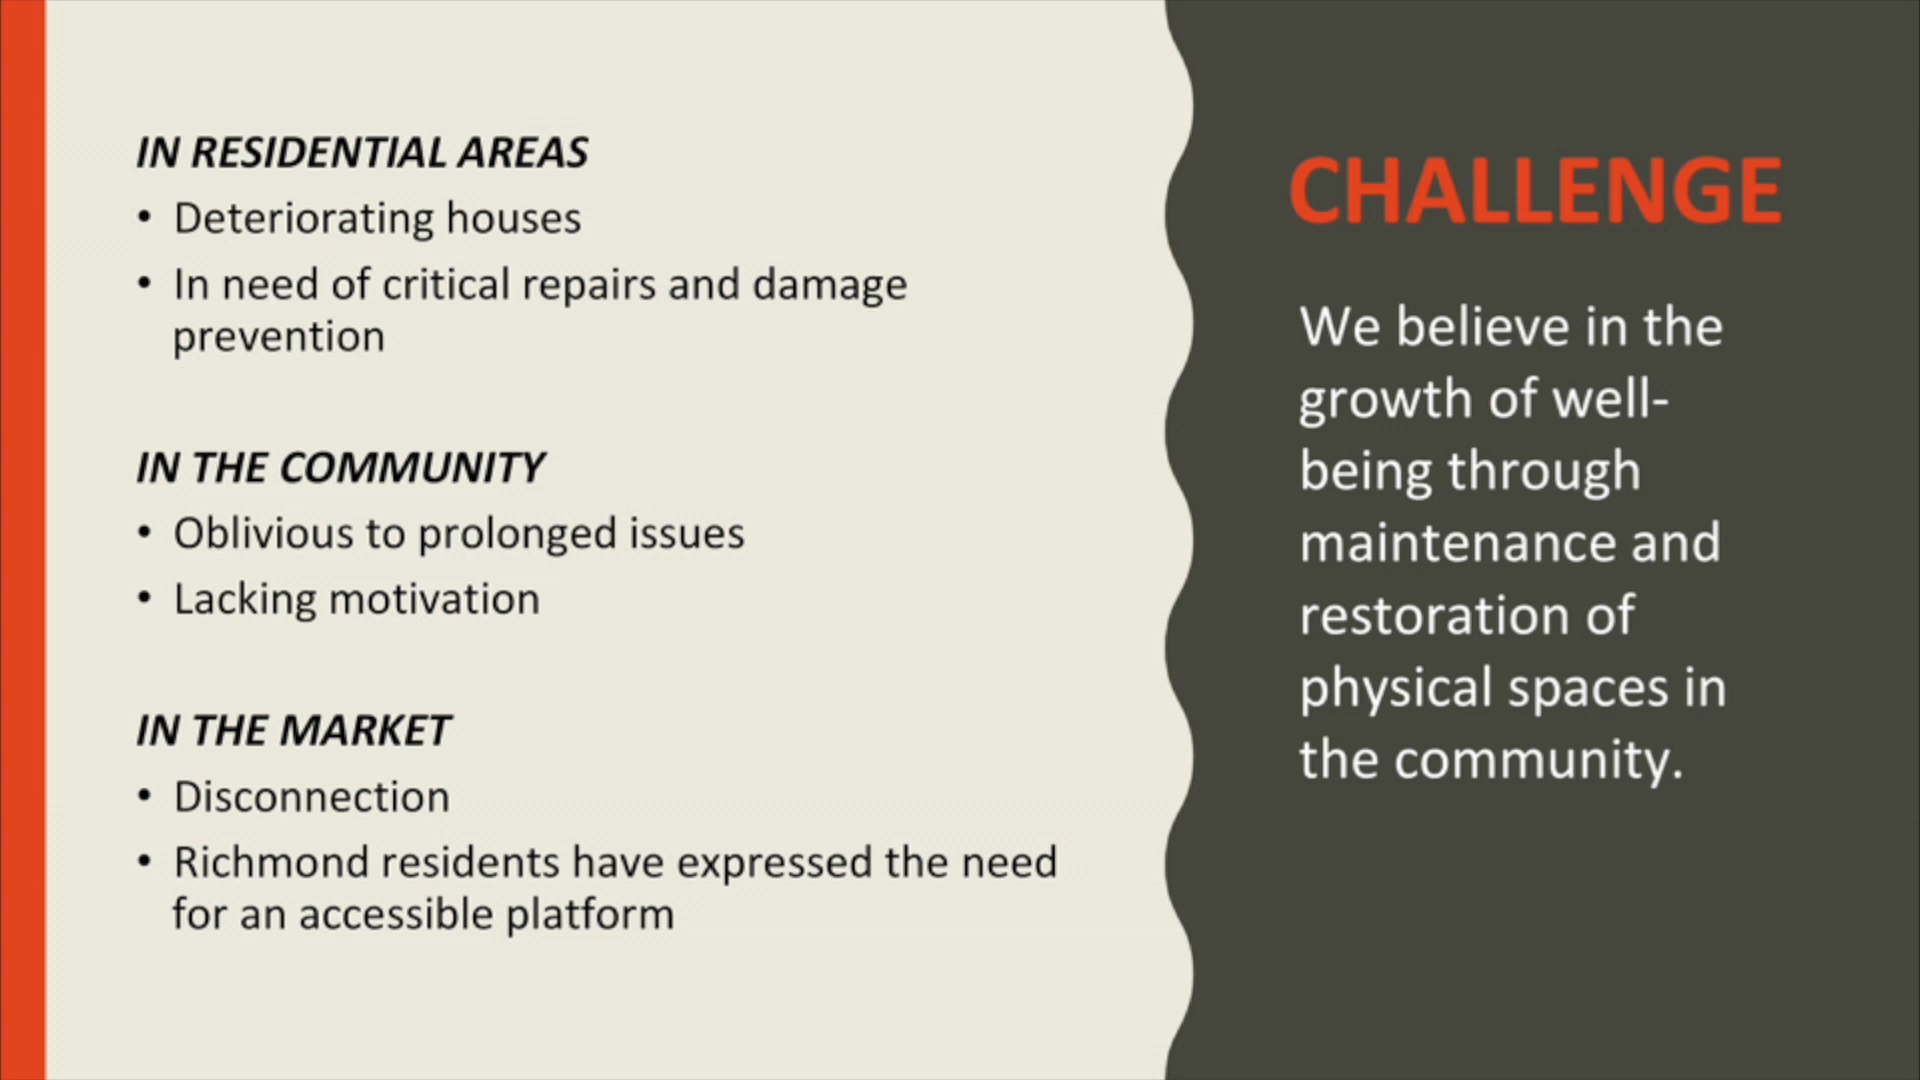 IN RESIDENTIAL AREAS
• Deteriorating houses
• In need of critical repairs and damage
prevention
IN THE COMMUNITY
• Oblivious to prolonged issues
• Lacking motivation
IN THE MARKET
• Disconnection
• Richmond residents have expressed the need
for an accessible platform
CHALLENGE
We believe in the
growth of well-
being through
maintenance and
restoration of
physical spaces in
the community.